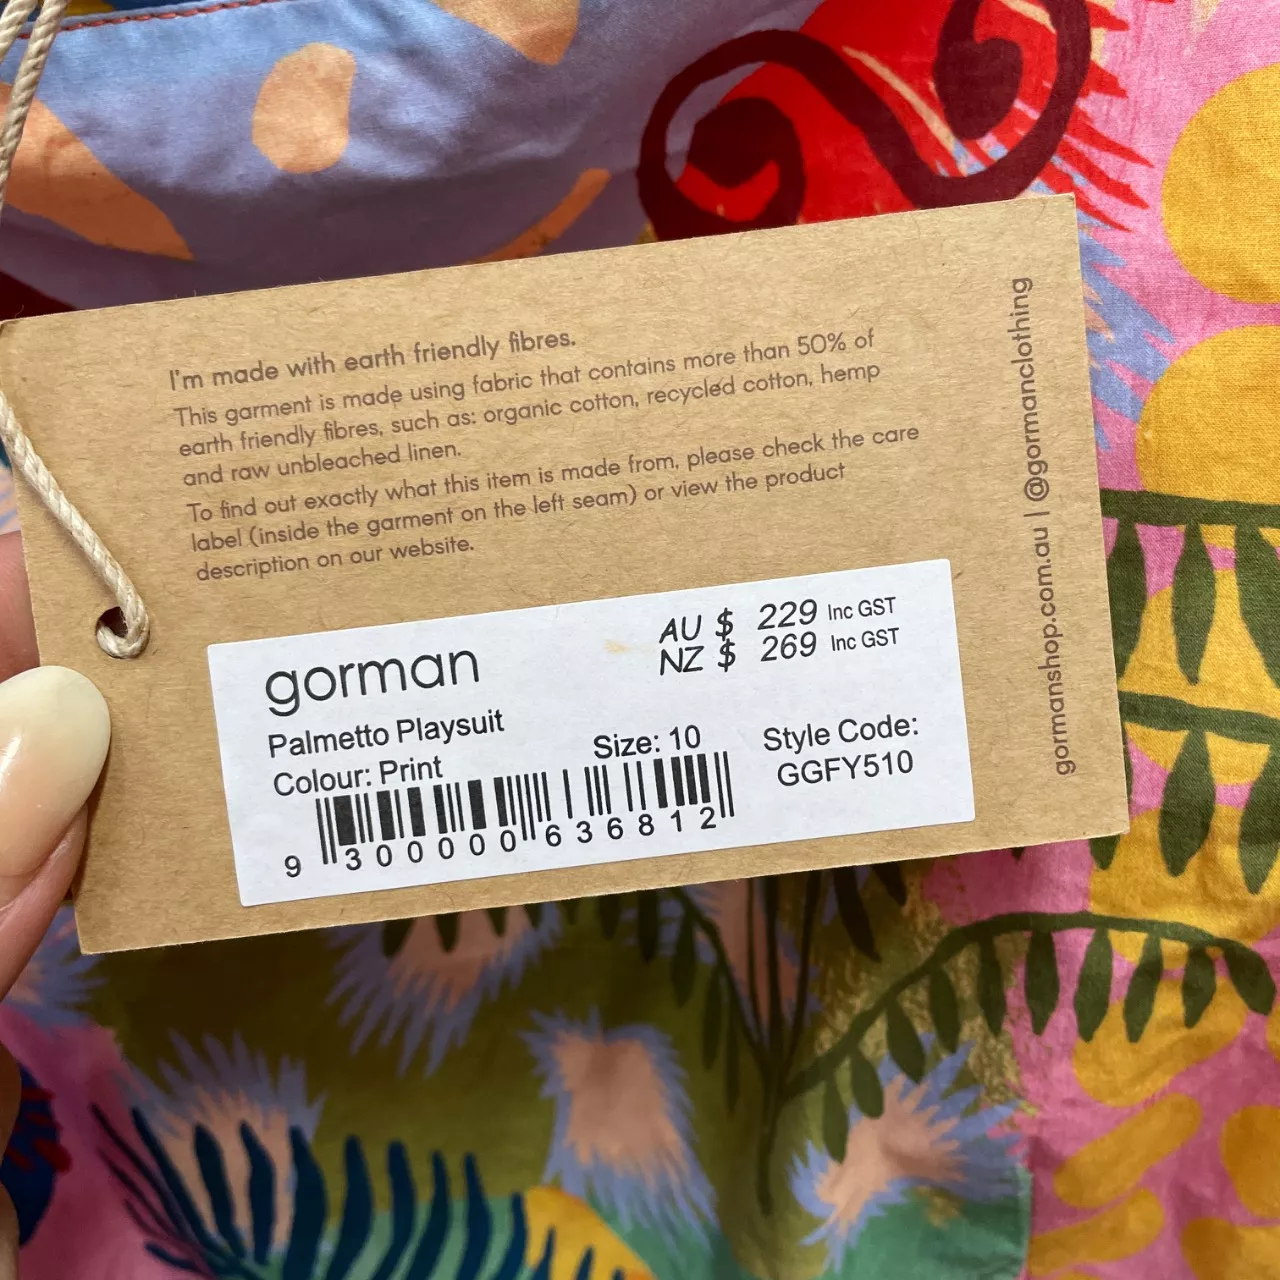 I'm made with earth friendly fibres.
This garment is made using fabric that contains more than 50% of
earth friendly fibres, such as: organic cotton, recycled cotton, hemp
and raw unbleached linen.
To find out exactly what this item is made from, please check the care
label (inside the garment on the left seam) or view the product
description on our website.
gormanshop.com.au | @gormanclothing
gorman
AU $ 229 Inc GST
NZ $ 269 Inc GST
Palmetto Playsuit
Colour: Print
Size: 10
Style Code:
GGFY510
9 300000 636812